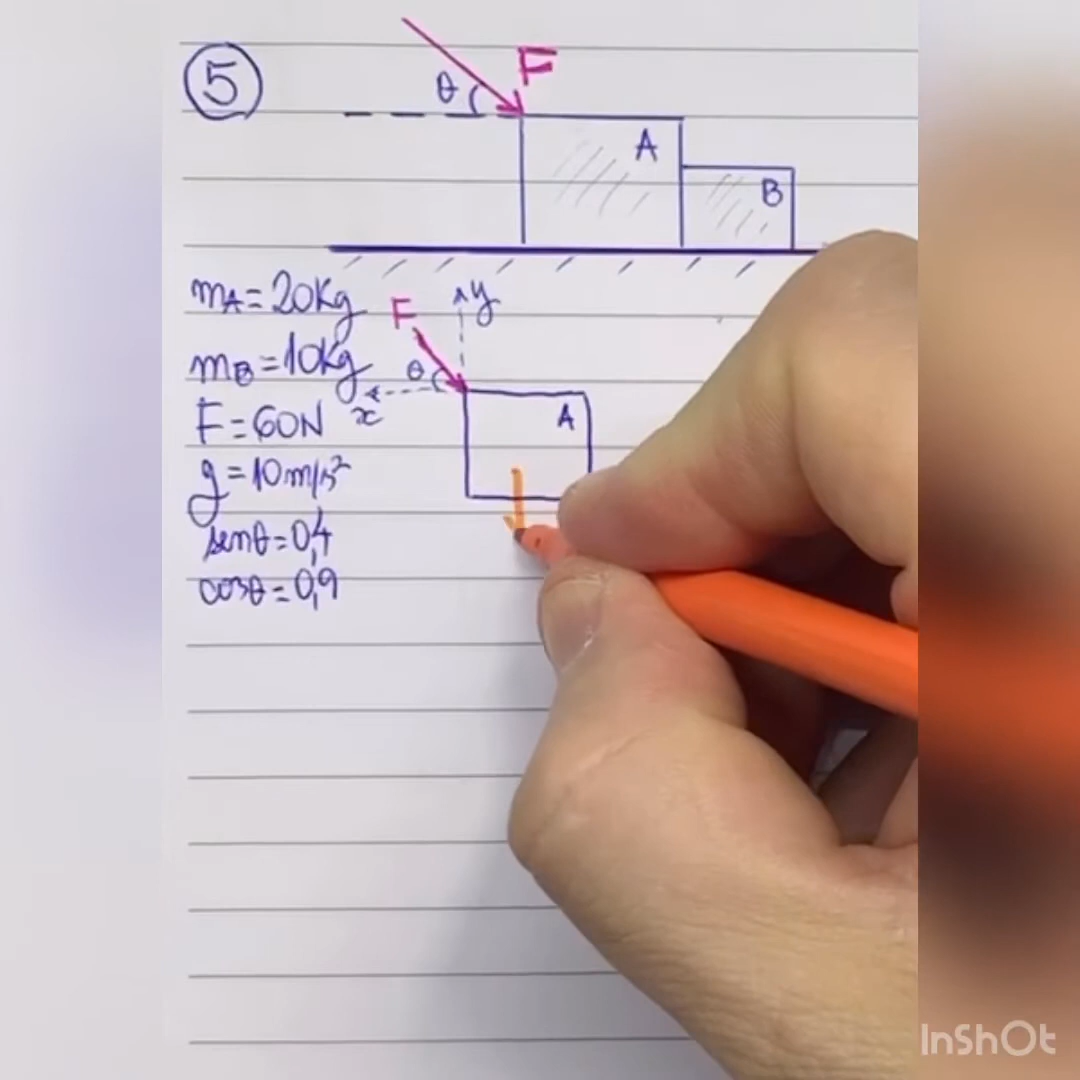 5
θ F
A
B
mA = 20Kg
F y
mB = 10Kg
θ
x
A
F = 60N
g = 10m/s²
senθ = 0,4
cosθ = 0,9
InShOt